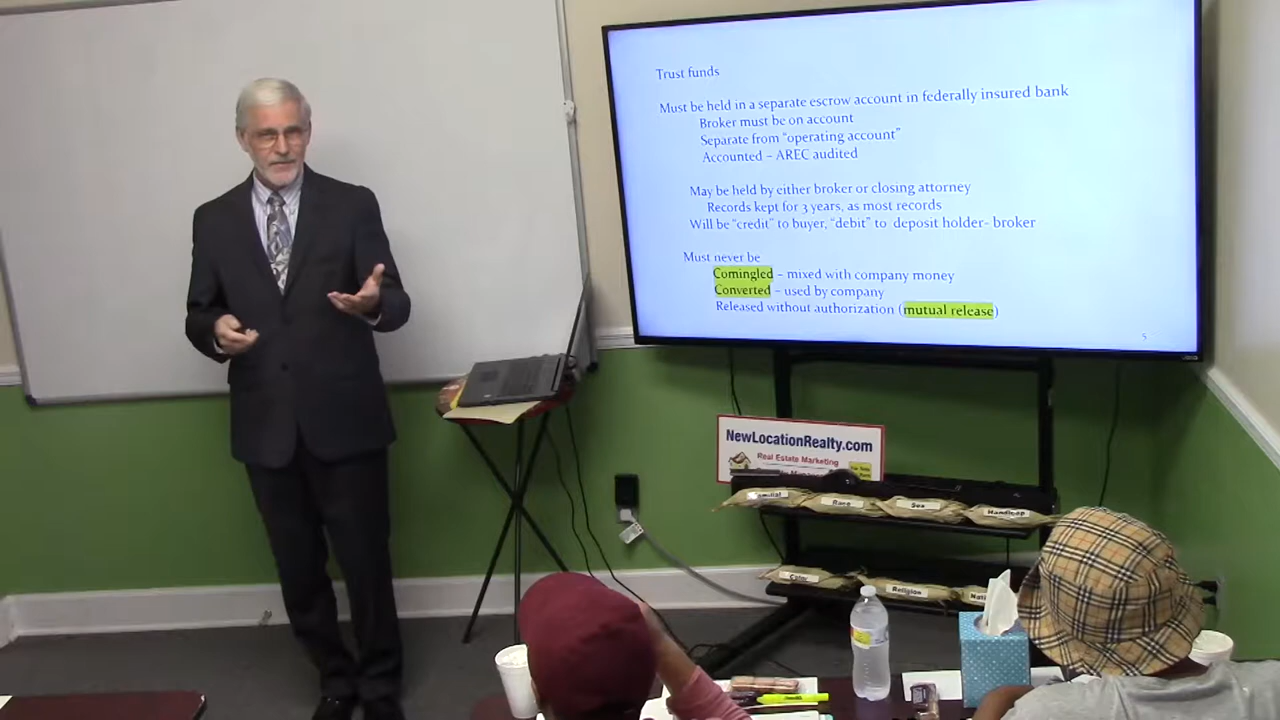 Trust funds
Must be held in a separate escrow account in federally insured bank
Broker must be on account
Separate from “operating account”
Accounted – AREC audited
May be held by either broker or closing attorney
Records kept for 3 years, as most records
Will be “credit” to buyer, “debit” to deposit holder- broker
Must never be
Comingled – mixed with company money
Converted – used by company
Released without authorization (mutual release)
5
NewLocationRealty.com
Real Estate Marketing
Familial
Race
Sex
Handicap
Color
Religion